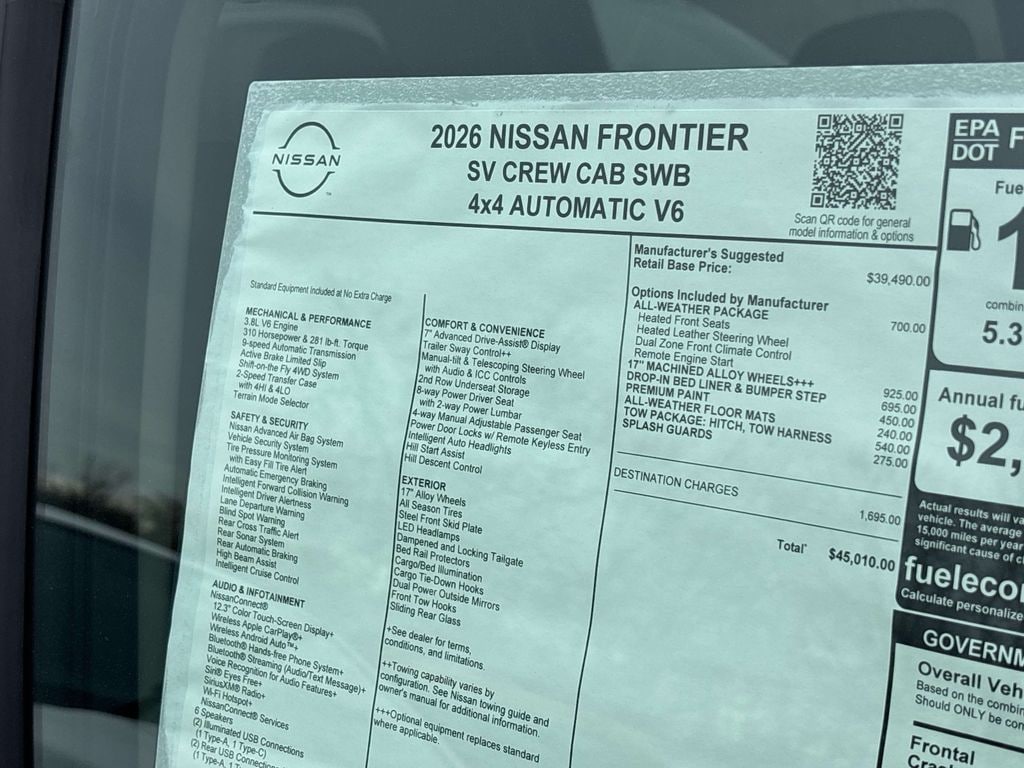 NISSAN
2026 NISSAN FRONTIER
SV CREW CAB SWB
4x4 AUTOMATIC V6
Scan QR code for general
model information & options
Standard Equipment Included at No Extra Charge
MECHANICAL & PERFORMANCE
3.8L V6 Engine
310 Horsepower & 281 lb-ft. Torque
9-speed Automatic Transmission
Active Brake Limited Slip
Shift-on-the Fly 4WD System
2-Speed Transfer Case
with 4HI & 4LO
Terrain Mode Selector
SAFETY & SECURITY
Nissan Advanced Air Bag System
Vehicle Security System
Tire Pressure Monitoring System
with Easy Fill Tire Alert
Automatic Emergency Braking
Intelligent Forward Collision Warning
Intelligent Driver Alertness
Lane Departure Warning
Blind Spot Warning
Rear Cross Traffic Alert
Rear Sonar System
Rear Automatic Braking
High Beam Assist
Intelligent Cruise Control
AUDIO & INFOTAINMENT
NissanConnect®
12.3" Color Touch-Screen Display+
Wireless Apple CarPlay®+
Wireless Android Auto™+
Bluetooth® Hands-free Phone System+
Bluetooth® Streaming (Audio/Text Message)+
Voice Recognition for Audio Features+
Siri® Eyes Free+
SiriusXM® Radio+
Wi-Fi Hotspot+
NissanConnect® Services
6 Speakers
(2) Illuminated USB Connections
(1 Type-A, 1 Type-C)
(2) Rear USB Connections
(1 Type-A, 1
COMFORT & CONVENIENCE
7" Advanced Drive-Assist® Display
Trailer Sway Control++
Manual-tilt & Telescoping Steering Wheel
with Audio & ICC Controls
2nd Row Underseat Storage
8-way Power Driver Seat
with 2-way Power Lumbar
4-way Manual Adjustable Passenger Seat
Power Door Locks w/ Remote Keyless Entry
Intelligent Auto Headlights
Hill Start Assist
Hill Descent Control
EXTERIOR
17" Alloy Wheels
All Season Tires
Steel Front Skid Plate
LED Headlamps
Dampened and Locking Tailgate
Bed Rail Protectors
Cargo/Bed Illumination
Cargo Tie-Down Hooks
Dual Power Outside Mirrors
Front Tow Hooks
Sliding Rear Glass
+See dealer for terms,
conditions, and limitations.
++Towing capability varies by
configuration. See Nissan towing guide and
owner's manual for additional information.
+++Optional equipment replaces standard
where applicable.
Manufacturer's Suggested
Retail Base Price: $39,490.00
Options Included by Manufacturer
ALL-WEATHER PACKAGE 700.00
Heated Front Seats
Heated Leather Steering Wheel
Dual Zone Front Climate Control
Remote Engine Start
17" MACHINED ALLOY WHEELS+++ 925.00
DROP-IN BED LINER & BUMPER STEP 695.00
PREMIUM PAINT 450.00
ALL-WEATHER FLOOR MATS 240.00
TOW PACKAGE: HITCH, TOW HARNESS 540.00
SPLASH GUARDS 275.00
DESTINATION CHARGES 1,695.00
Total* $45,010.00
EPA
DOT
Fue
1
combin
5.3
Annual fu
$2,
Actual results will va
vehicle. The average
15,000 miles per year
significant cause of cl
fueleco
Calculate personalize
GOVERNM
Overall Veh
Based on the combin
Should ONLY be com
Frontal
Crash